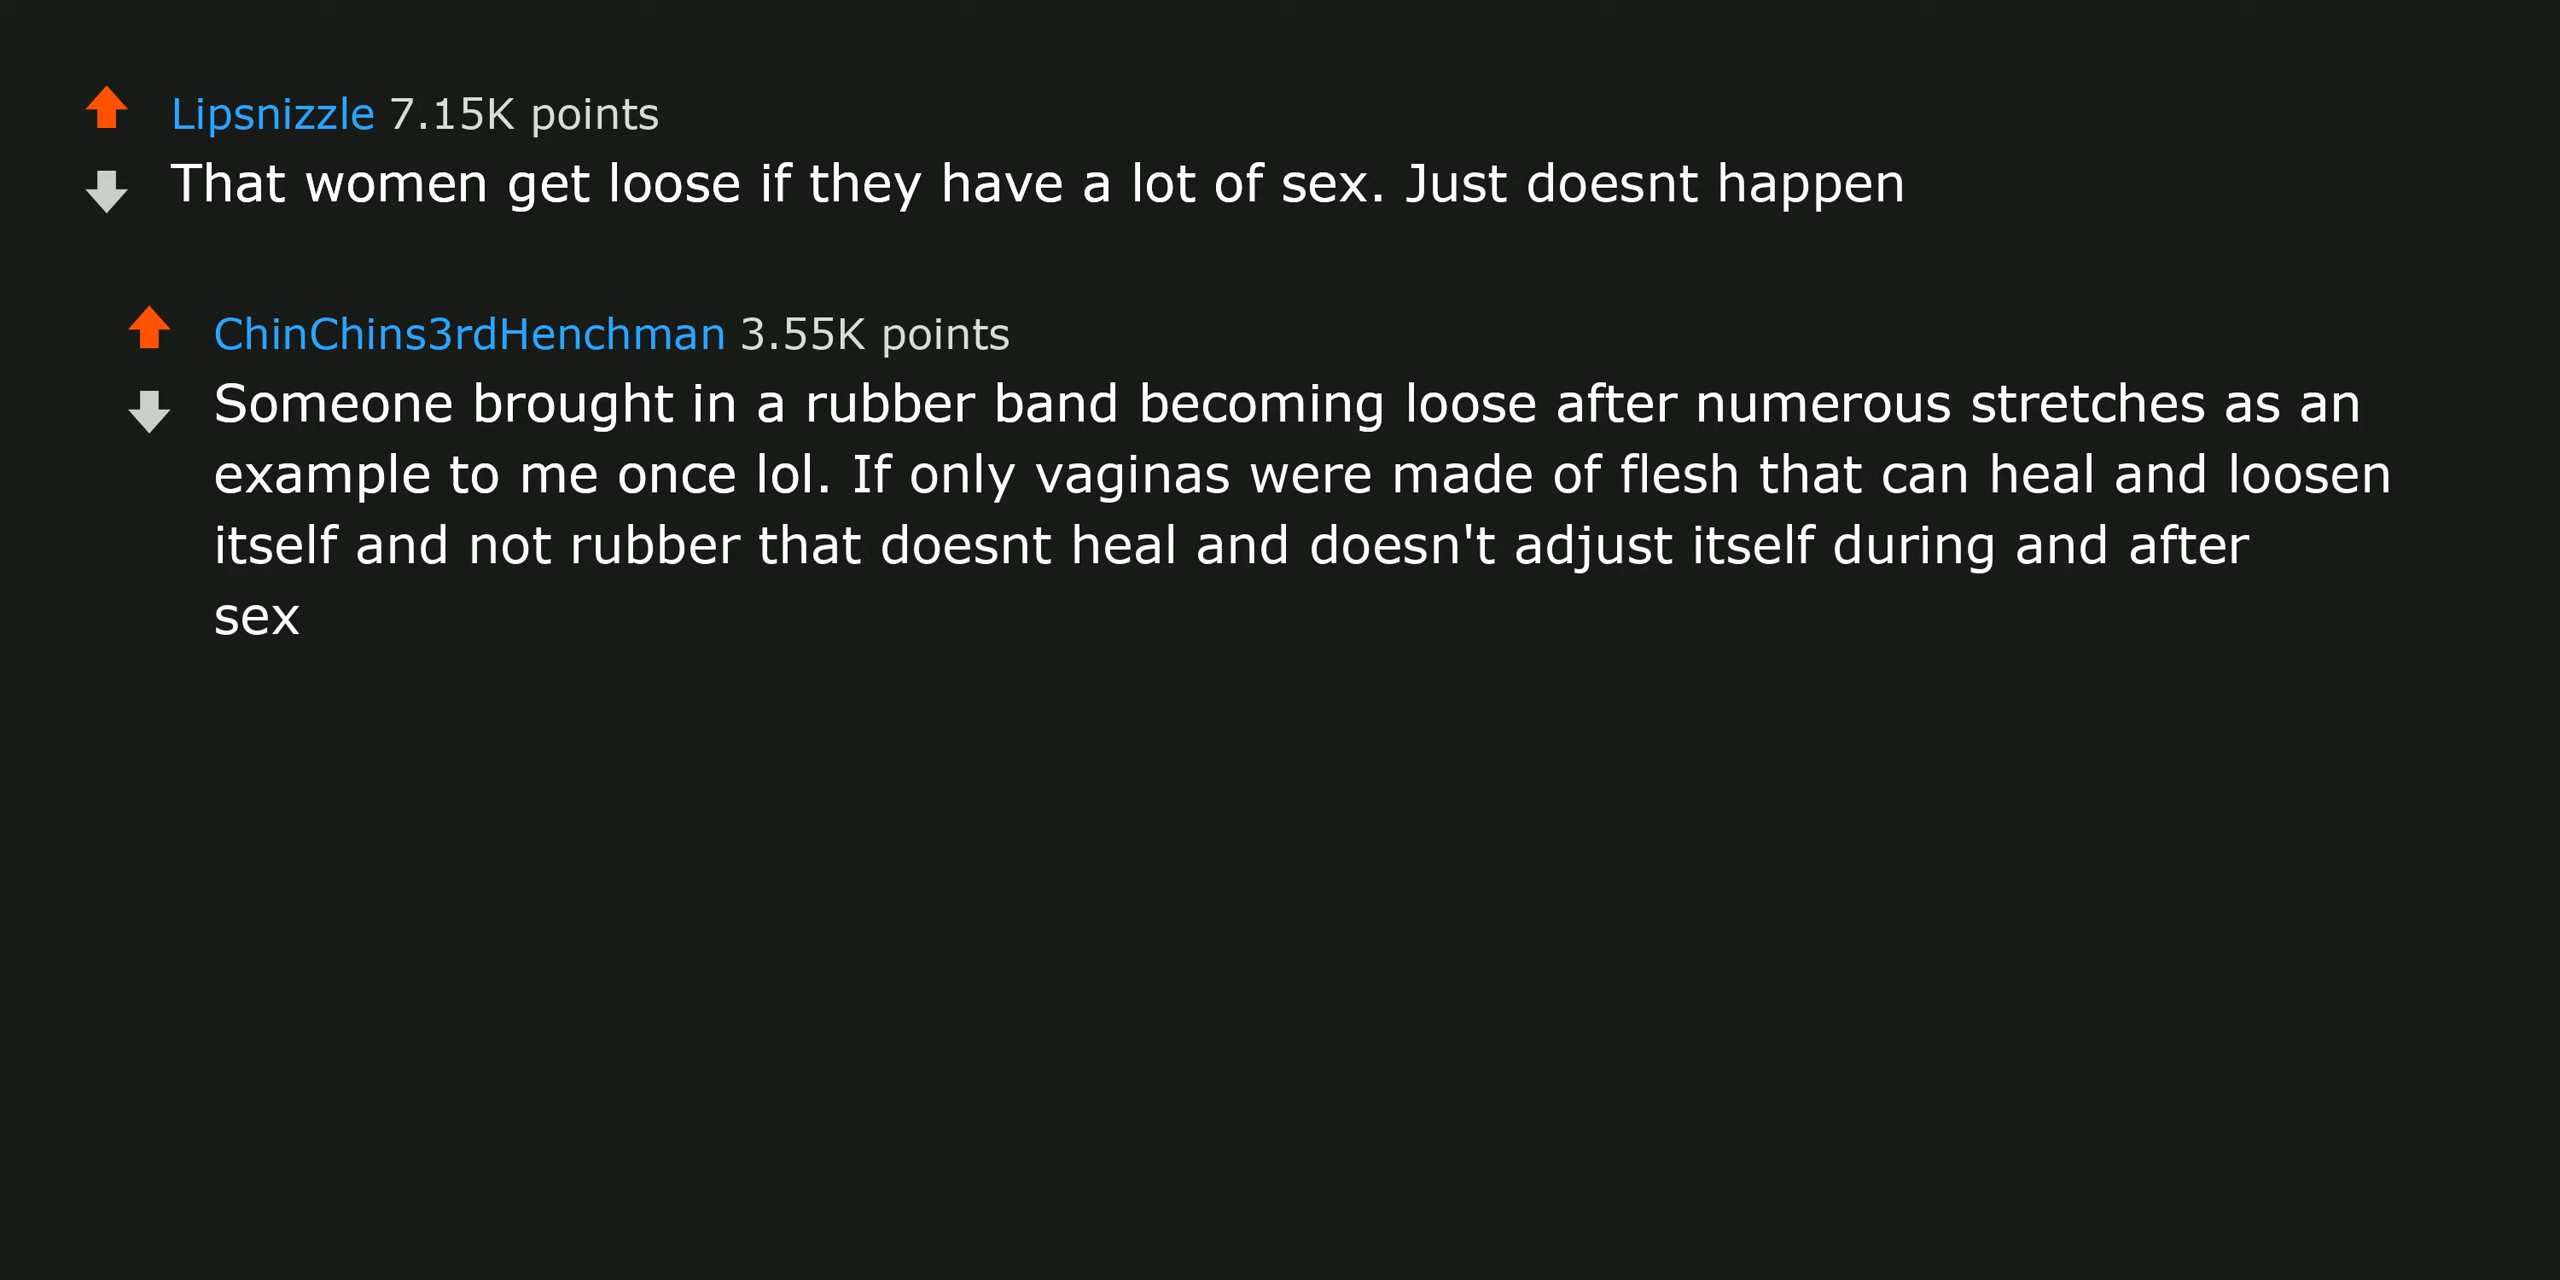 Lipsnizzle 7.15K points
That women get loose if they have a lot of sex. Just doesnt happen
ChinChins3rdHenchman 3.55K points
Someone brought in a rubber band becoming loose after numerous stretches as an
example to me once lol. If only vaginas were made of flesh that can heal and loosen
itself and not rubber that doesnt heal and doesn't adjust itself during and after
sex